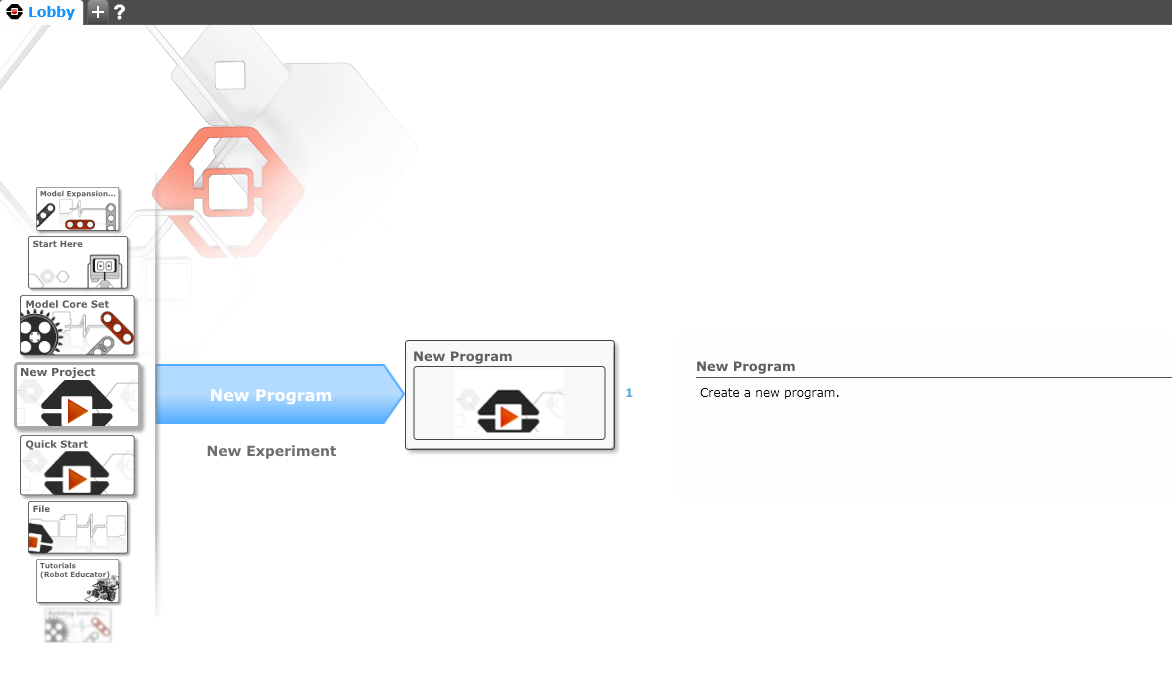 Lobby
+ ?
Model Expansion...
Start Here
Model Core Set
New Project
Quick Start
File
Tutorials
(Robot Educator)
New Program
New Experiment
New Program
1
New Program
Create a new program.